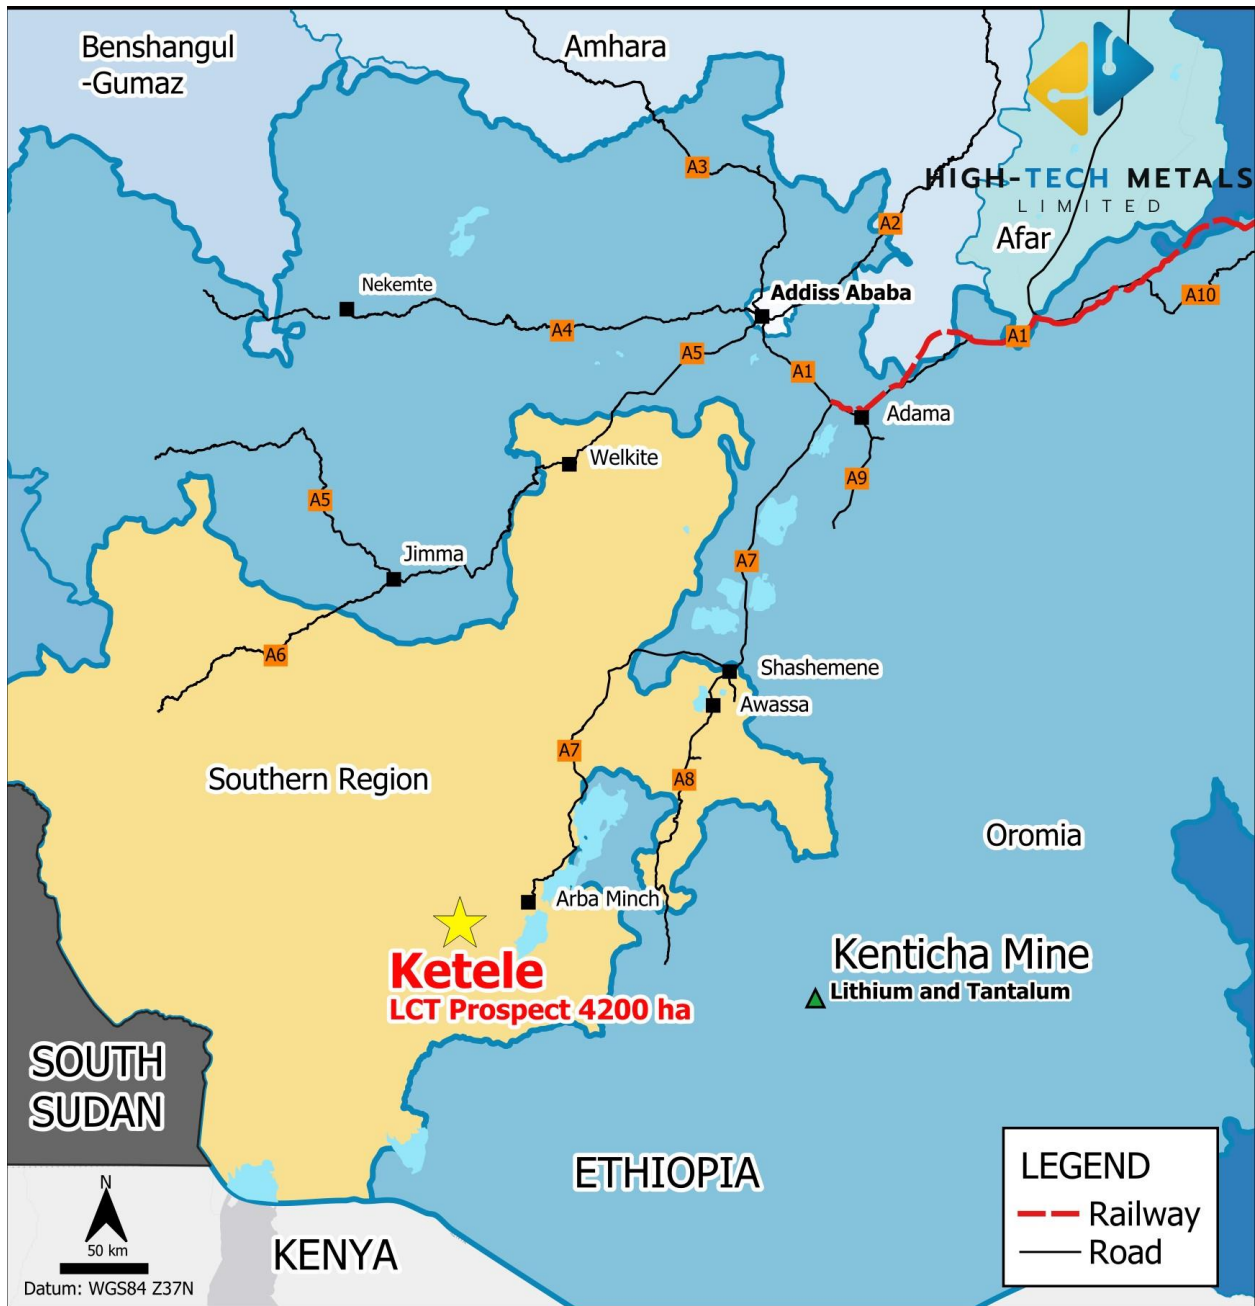 Benshangul
-Gumaz
Amhara
HIGH-TECH METALS
LIMITED
Afar
A3
A2
Nekemte
Addiss Ababa
A10
A4
A5
A1
A1
Adama
Welkite
A9
A5
Jimma
A7
A6
Shashemene
Awassa
A7
Southern Region
A8
Oromia
Arba Minch
Kenticha Mine
Lithium and Tantalum
Ketele
LCT Prospect 4200 ha
SOUTH
SUDAN
ETHIOPIA
KENYA
N
50 km
Datum: WGS84 Z37N
LEGEND
Railway
Road